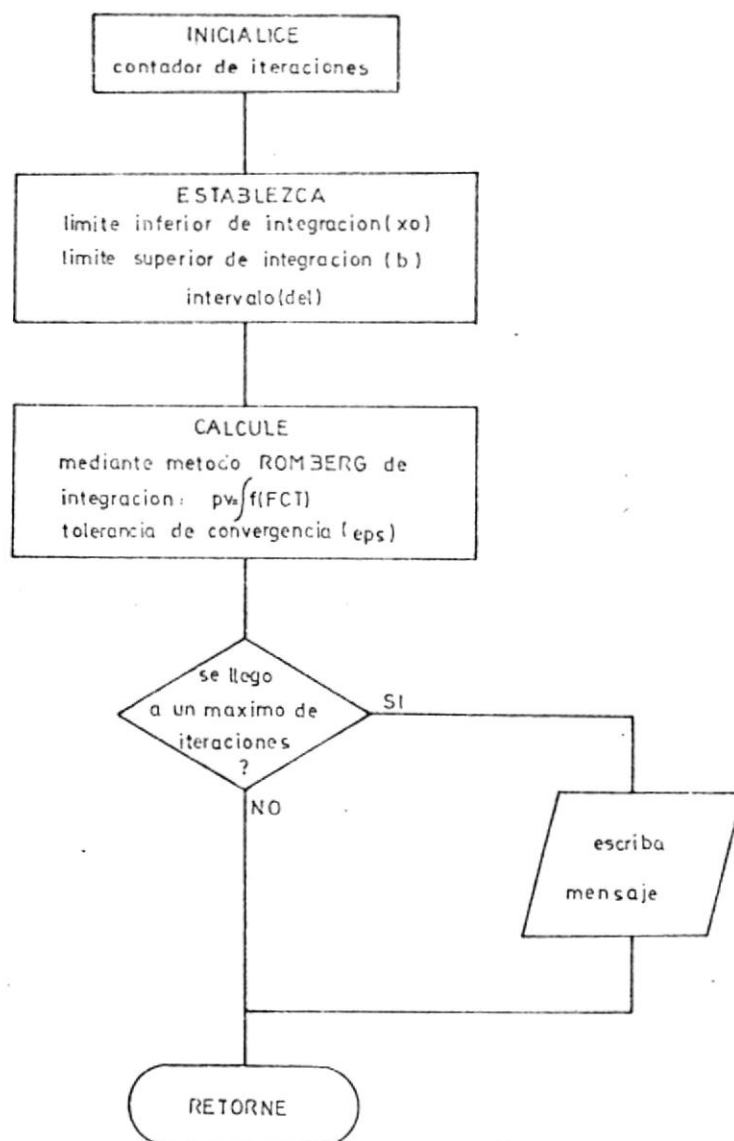 INICIALICE
contador de iteraciones
ESTABLEZCA
limite inferior de integracion (xo)
limite superior de integracion (b)
intervalo (del)
CALCULE
mediante metodo ROMBERG de
integracion: pv=∫f(FCT)
tolerancia de convergencia (eps)
se llego
a un maximo de
iteraciones
?
SI
NO
escriba
mensaje
RETORNE